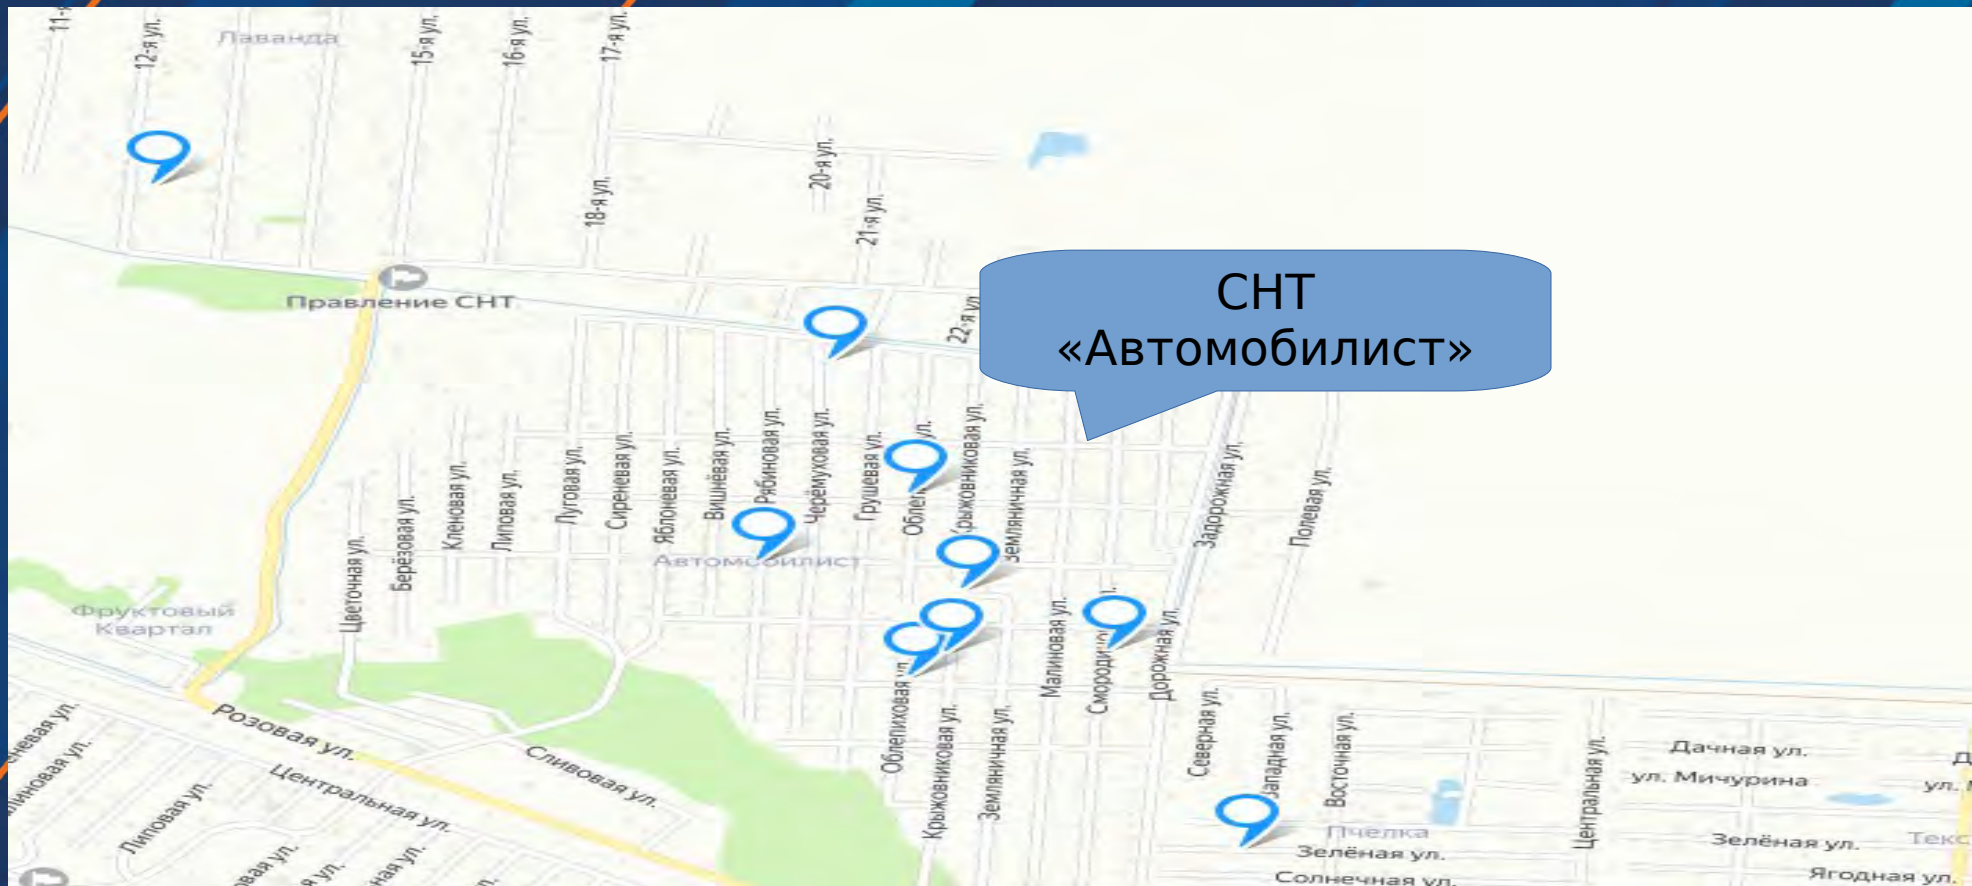 12-я ул.
Лаванда
15-я ул.
16-я ул.
17-я ул.
18-я ул.
20-я ул.
21-я ул.
Правление СНТ
22-я ул
СНТ
«Автомобилист»
Цветочная ул.
Берёзовая ул.
Кленовая ул.
Липовая ул.
Луговая ул.
Сиреневая ул.
Яблоневая ул.
Вишнёвая ул.
Рябиновая ул.
Черёмуховая ул.
Грушевая ул.
ул.
Крыжовниковая ул.
Земляничная ул.
Задорожная ул.
Полевая ул.
Автомобилист
Фруктовый
Квартал
Облепиховая
Крыжовниковая ул.
Земляничная ул.
Малиновая ул.
Дорожная ул.
Северная ул.
Западная ул.
Восточная ул.
Центральная ул.
Дачная ул.
ул. Мичурина
ул.
Пчёлка
Зелёная ул.
Солнечная ул.
Зелёная ул.
Ягодная ул.
Розовая ул.
Центральная ул.
Сливовая ул.
Липовая ул.